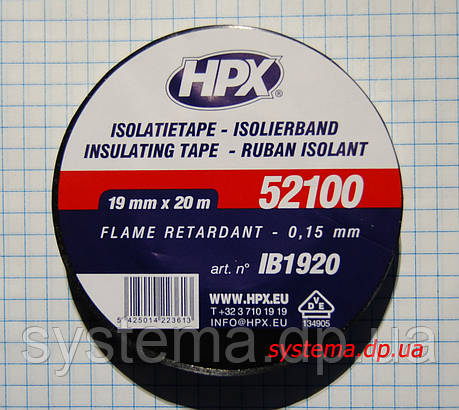 HPX®
ISOLATIETAPE - ISOLIERBAND
INSULATING TAPE - RUBAN ISOLANT
19 mm x 20 m
52100
FLAME RETARDANT - 0,15 mm
art. n° IB1920
WWW.HPX.EU
T +32 3 710 19 19
INFO@HPX.EU
5 425014 223613
VDE
134905
systema.dp.ua
systema.dp.ua